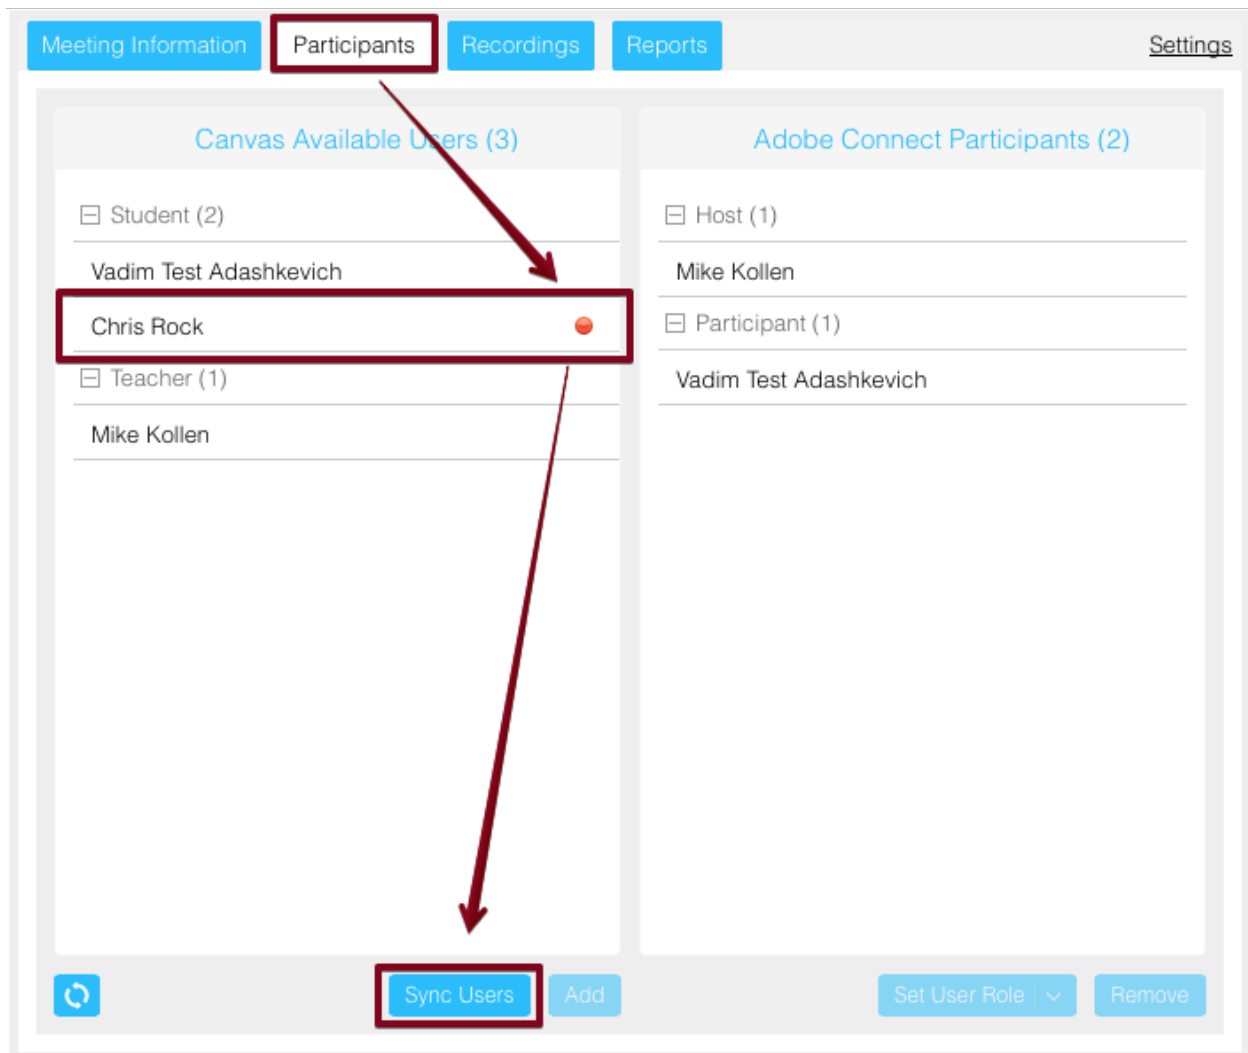 Meeting Information Participants Recordings Reports Settings
Canvas Available Users (3)
Student (2)
Vadim Test Adashkevich
Chris Rock
Teacher (1)
Mike Kollen
Adobe Connect Participants (2)
Host (1)
Mike Kollen
Participant (1)
Vadim Test Adashkevich
Sync Users Add Set User Role Remove